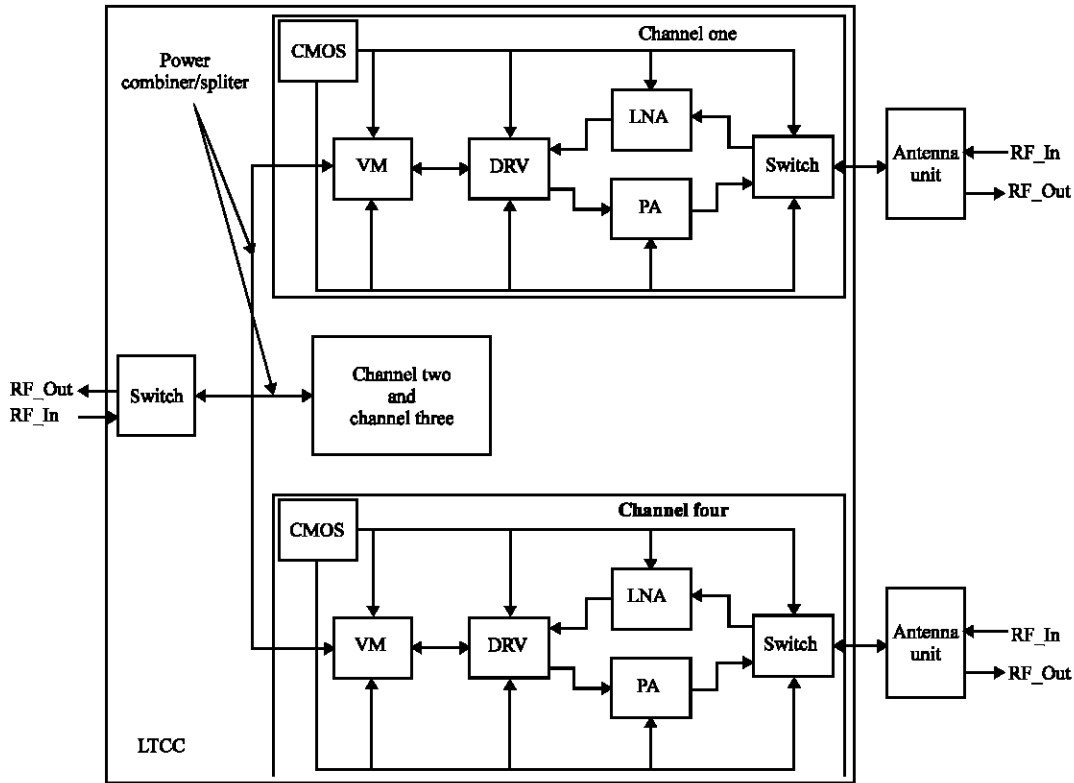 Power
combiner/spliter
CMOS
Channel one
LNA
VM
DRV
PA
Switch
Antenna
unit
RF_In
RF_Out
RF_Out
RF_In
Switch
Channel two
and
channel three
CMOS
Channel four
LNA
VM
DRV
PA
Switch
Antenna
unit
RF_In
RF_Out
LTCC